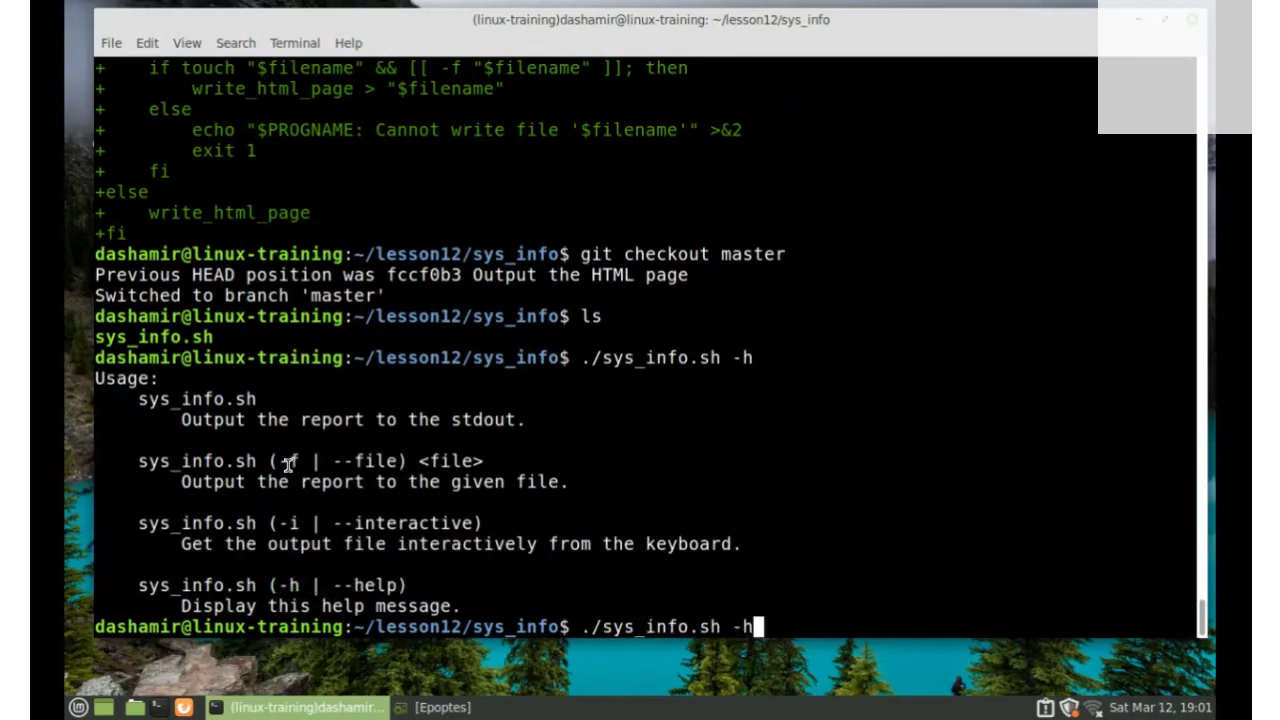 (linux-training)dashamir@linux-training: ~/lesson12/sys_info
File Edit View Search Terminal Help
+    if touch "$filename" && [[ -f "$filename" ]]; then
+        write_html_page > "$filename"
+    else
+        echo "$PROGNAME: Cannot write file '$filename'" >&2
+        exit 1
+    fi
+else
+    write_html_page
+fi
dashamir@linux-training:~/lesson12/sys_info$ git checkout master
Previous HEAD position was fccf0b3 Output the HTML page
Switched to branch 'master'
dashamir@linux-training:~/lesson12/sys_info$ ls
sys_info.sh
dashamir@linux-training:~/lesson12/sys_info$ ./sys_info.sh -h
Usage:
    sys_info.sh
        Output the report to the stdout.
    sys_info.sh (-f | --file) <file>
        Output the report to the given file.
    sys_info.sh (-i | --interactive)
        Get the output file interactively from the keyboard.
    sys_info.sh (-h | --help)
        Display this help message.
dashamir@linux-training:~/lesson12/sys_info$ ./sys_info.sh -h
(linux-training)dashamir... [Epoptes] Sat Mar 12, 19:01